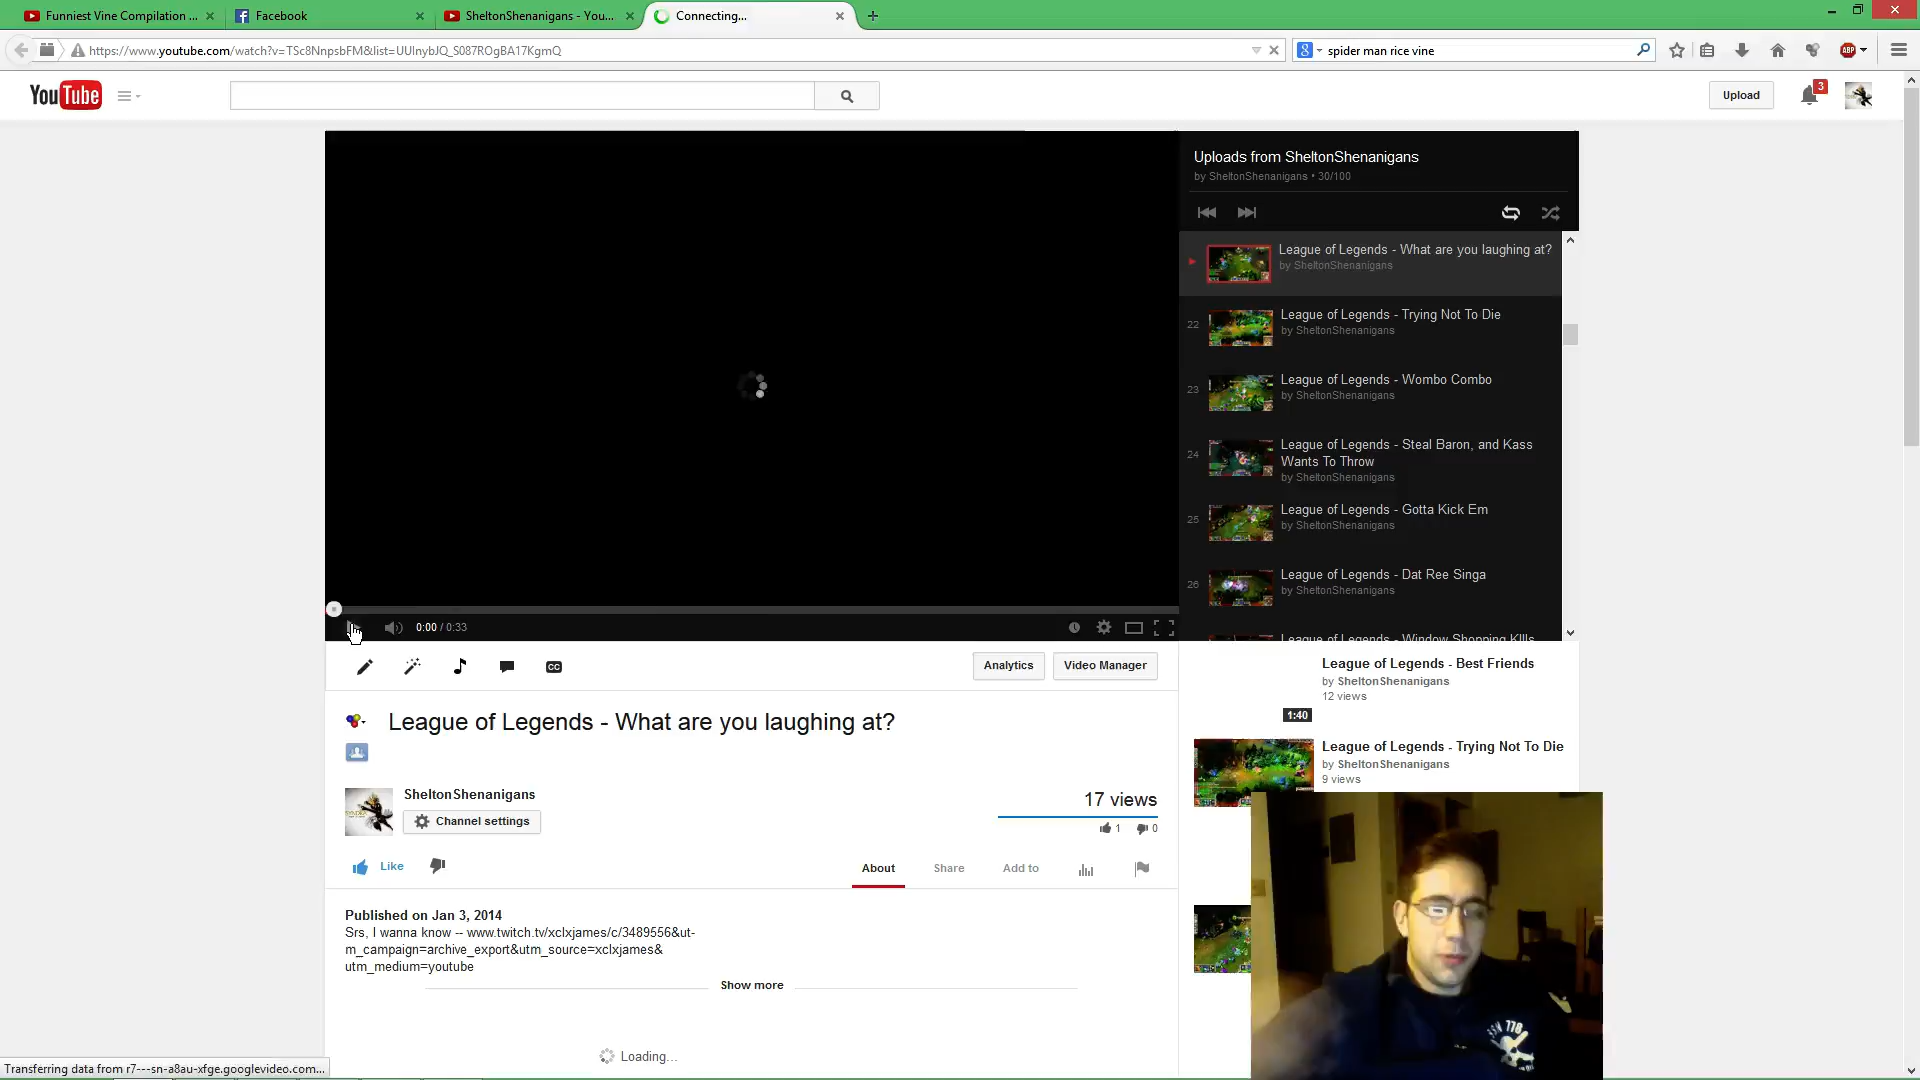 Funniest Vine Compilation ...
Facebook
SheltonShenanigans - You...
Connecting...
https://www.youtube.com/watch?v=TSc8NnpsbFM&list=UUlnybJQ_S087ROgBA17KgmQ
spider man rice vine
ABP
YouTube
Upload
3
Uploads from SheltonShenanigans
by SheltonShenanigans • 30/100
League of Legends - What are you laughing at?
by SheltonShenanigans
22
League of Legends - Trying Not To Die
by SheltonShenanigans
23
League of Legends - Wombo Combo
by SheltonShenanigans
24
League of Legends - Steal Baron, and Kass
Wants To Throw
by SheltonShenanigans
25
League of Legends - Gotta Kick Em
by SheltonShenanigans
26
League of Legends - Dat Ree Singa
by SheltonShenanigans
League of Legends - Window Shopping KIlls
0:00 / 0:33
CC
Analytics
Video Manager
League of Legends - What are you laughing at?
SheltonShenanigans
Channel settings
17 views
1
0
Like
About
Share
Add to
Published on Jan 3, 2014
Srs, I wanna know -- www.twitch.tv/xclxjames/c/3489556&ut-
m_campaign=archive_export&utm_source=xclxjames&
utm_medium=youtube
Show more
Loading...
League of Legends - Best Friends
by SheltonShenanigans
12 views
1:40
League of Legends - Trying Not To Die
by SheltonShenanigans
9 views
SSN 778
Transferring data from r7---sn-a8au-xfge.googlevideo.com...